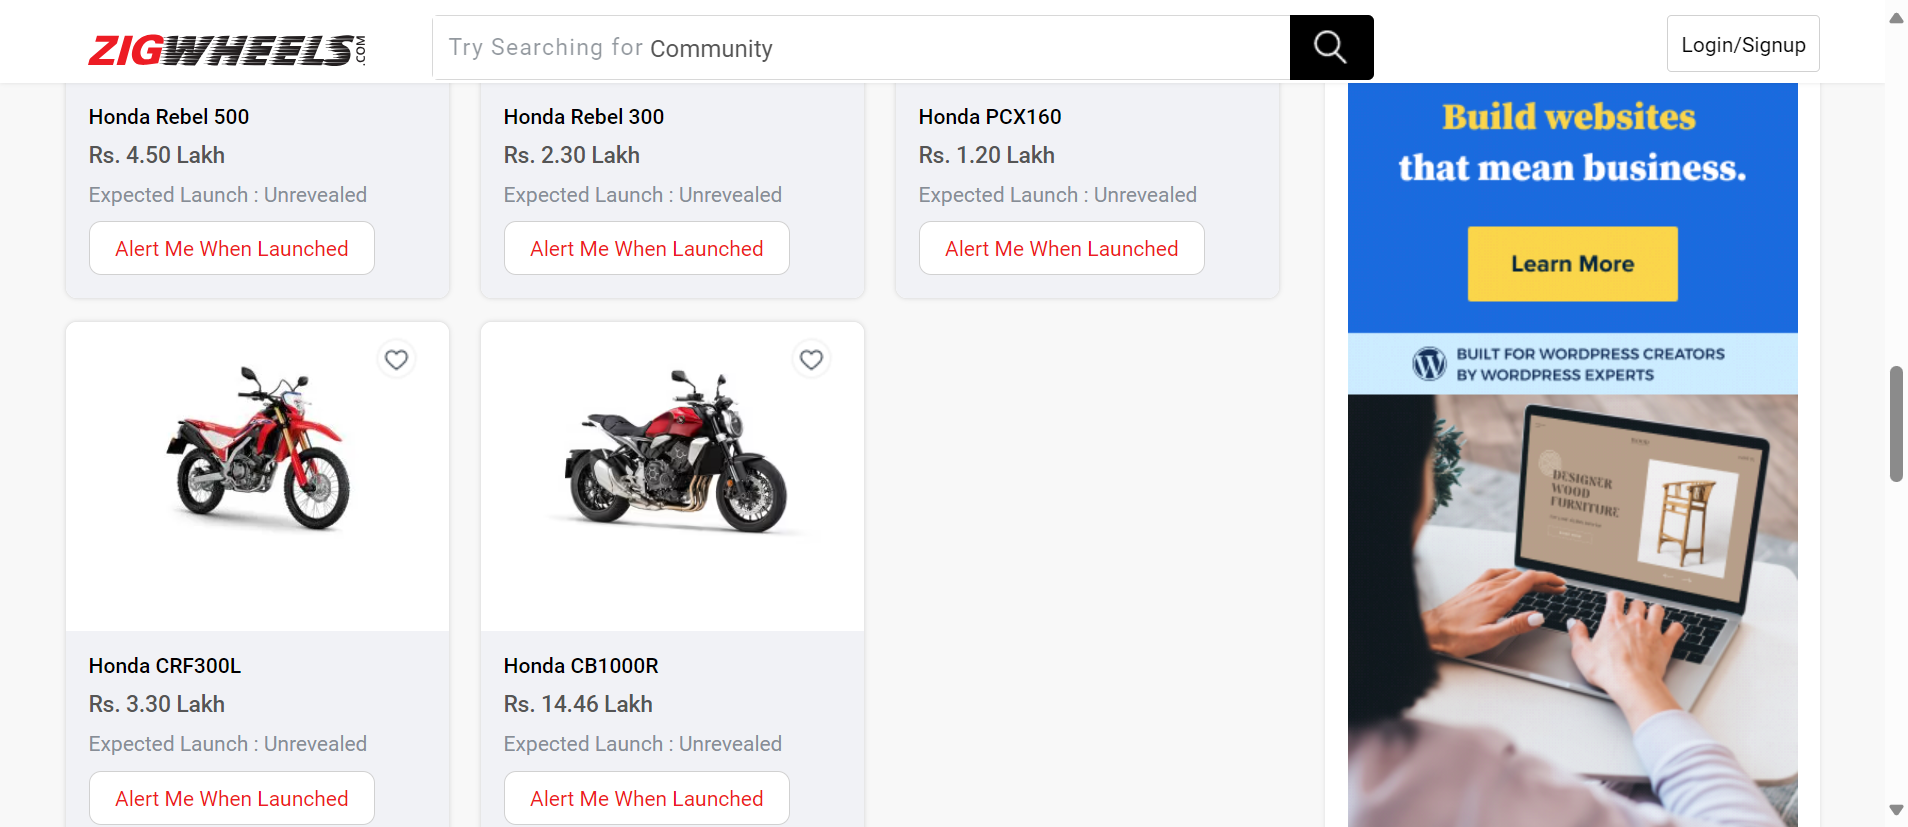 ZIGWHEELS.COM
Try Searching for Community
Login/Signup
Honda Rebel 500
Rs. 4.50 Lakh
Expected Launch : Unrevealed
Alert Me When Launched
Honda Rebel 300
Rs. 2.30 Lakh
Expected Launch : Unrevealed
Alert Me When Launched
Honda PCX160
Rs. 1.20 Lakh
Expected Launch : Unrevealed
Alert Me When Launched
Honda CRF300L
Rs. 3.30 Lakh
Expected Launch : Unrevealed
Alert Me When Launched
Honda CB1000R
Rs. 14.46 Lakh
Expected Launch : Unrevealed
Alert Me When Launched
Build websites
that mean business.
Learn More
BUILT FOR WORDPRESS CREATORS
BY WORDPRESS EXPERTS
DESIGNER
WOOD
FURNITURE